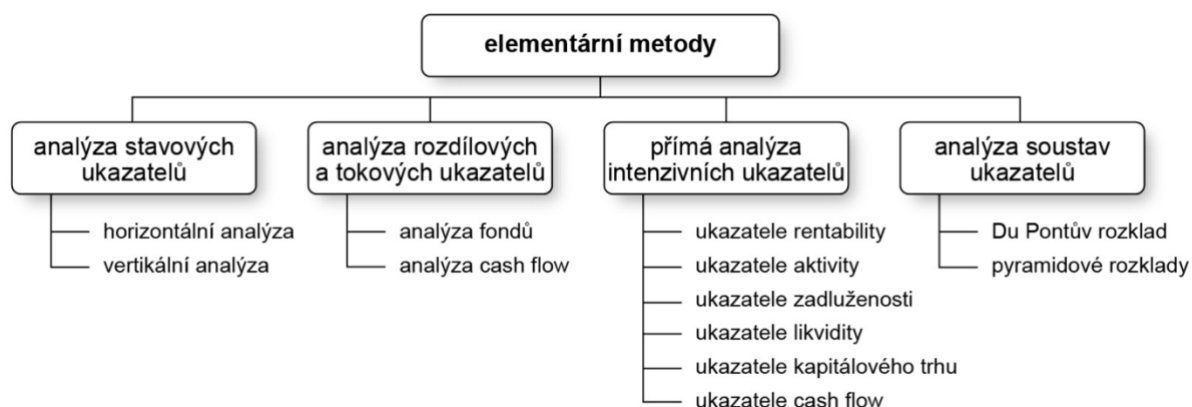 elementární metody
analýza stavových
ukazatelů
horizontální analýza
vertikální analýza
analýza rozdílových
a tokových ukazatelů
analýza fondů
analýza cash flow
přímá analýza
intenzivních ukazatelů
ukazatele rentability
ukazatele aktivity
ukazatele zadluženosti
ukazatele likvidity
ukazatele kapitálového trhu
ukazatele cash flow
analýza soustav
ukazatelů
Du Pontův rozklad
pyramidové rozklady